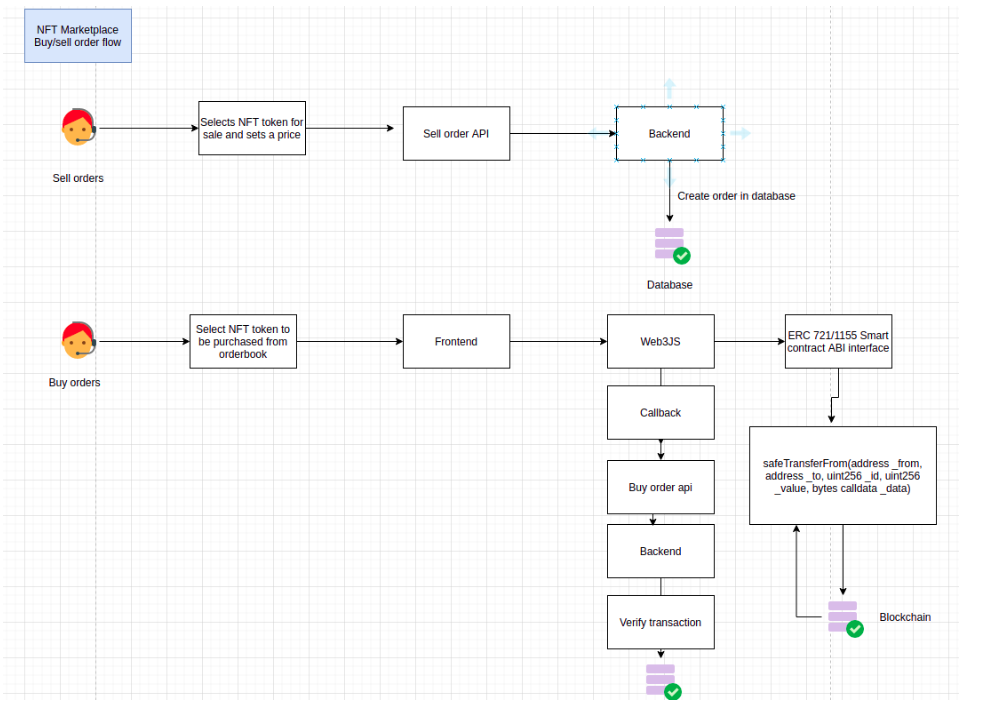 NFT Marketplace
Buy/sell order flow
Selects NFT token for
sale and sets a price
Sell order API
Backend
Sell orders
Create order in database
Database
Select NFT token to
be purchased from
orderbook
Frontend
Web3JS
ERC 721/1155 Smart
contract ABI interface
Buy orders
Callback
Buy order api
safeTransferFrom(address _from,
address _to, uint256 _id, uint256
_value, bytes calldata _data)
Backend
Verify transaction
Blockchain